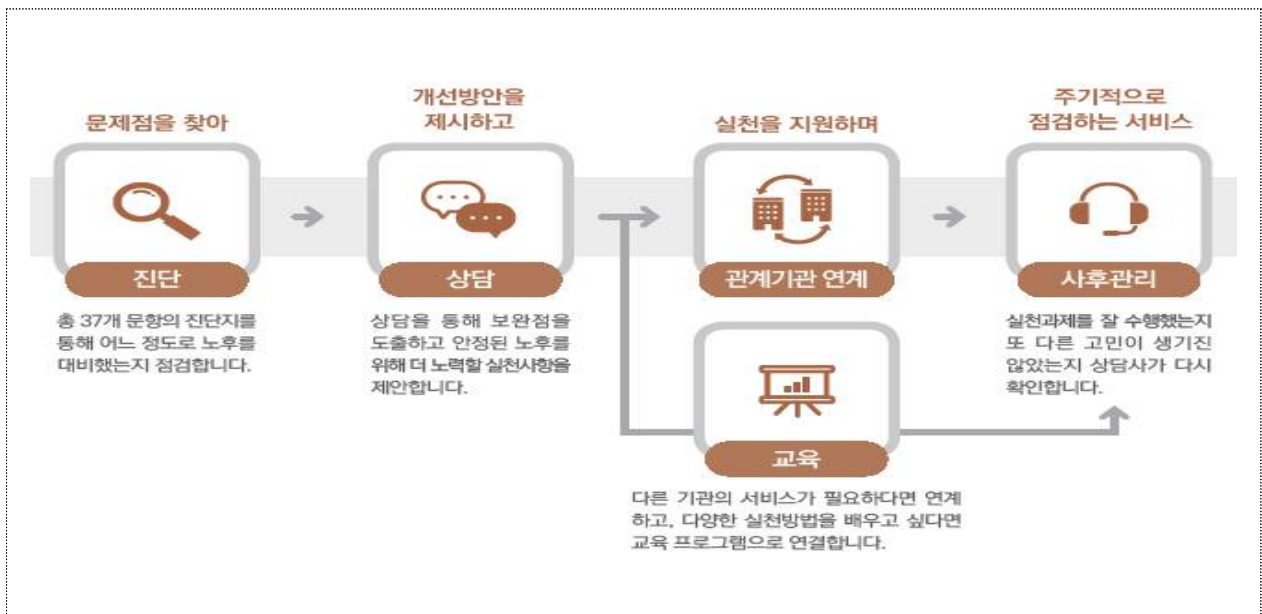 문제점을 찾아
진단
총 37개 문항의 진단지를
통해 어느 정도로 노후를
대비했는지 점검합니다.
개선방안을
제시하고
상담
상담을 통해 보완점을
도출하고 안정된 노후를
위해 더 노력할 실천사항을
제안합니다.
실천을 지원하며
관계기관 연계
교육
다른 기관의 서비스가 필요하다면 연계
하고, 다양한 실천방법을 배우고 싶다면
교육 프로그램으로 연결합니다.
주기적으로
점검하는 서비스
사후관리
실천과제를 잘 수행했는지
또 다른 고민이 생기진
않았는지 상담사가 다시
확인합니다.